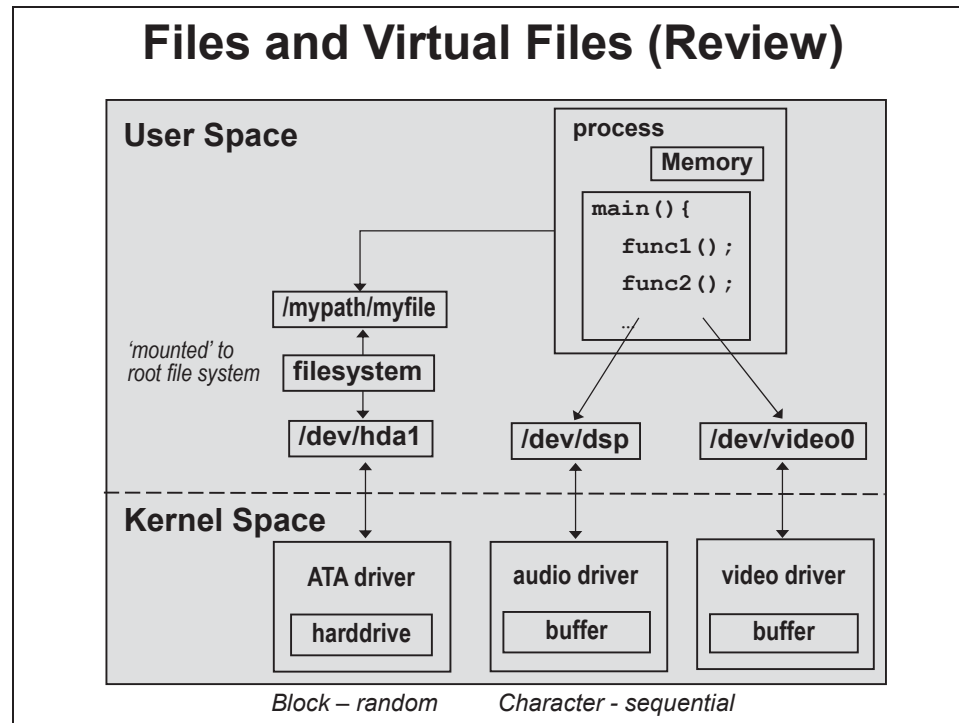 Files and Virtual Files (Review)
User Space
process
Memory
main(){
func1();
func2();
…
/mypath/myfile
'mounted' to
root file system
filesystem
/dev/hda1
/dev/dsp
/dev/video0
Kernel Space
ATA driver
harddrive
audio driver
buffer
video driver
buffer
Block – random
Character - sequential